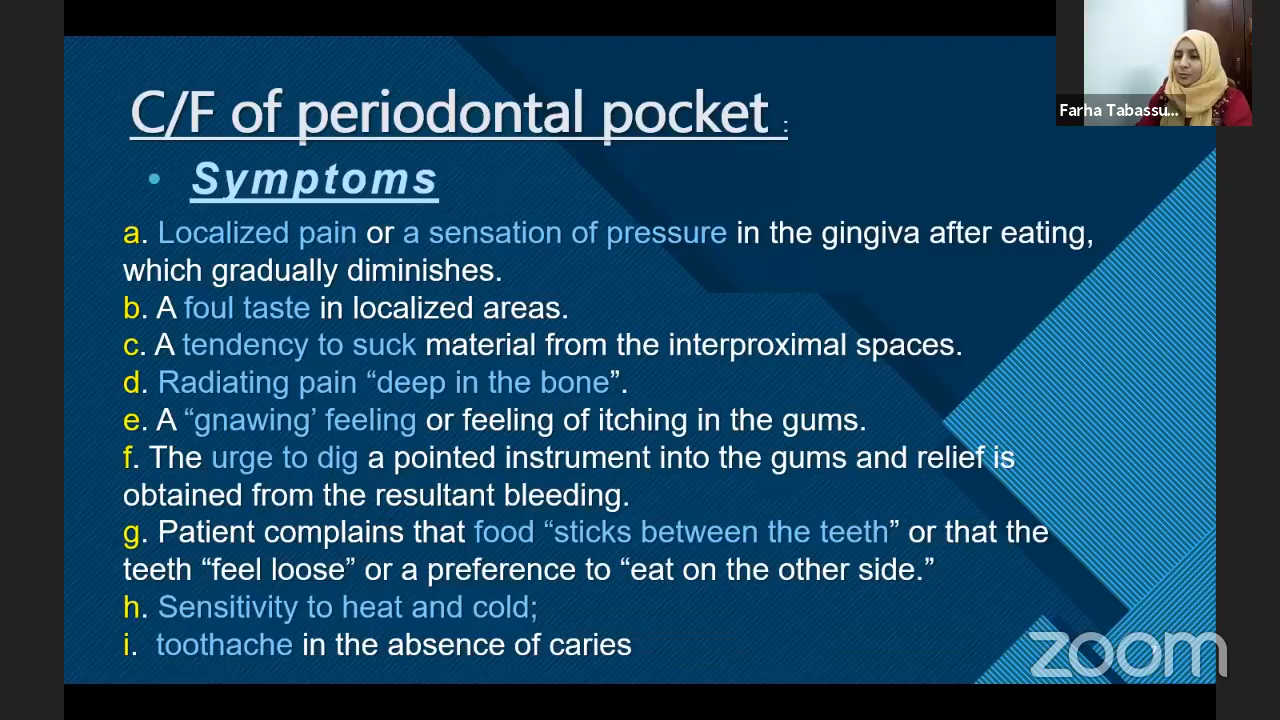 C/F of periodontal pocket :
• Symptoms
a. Localized pain or a sensation of pressure in the gingiva after eating,
which gradually diminishes.
b. A foul taste in localized areas.
c. A tendency to suck material from the interproximal spaces.
d. Radiating pain “deep in the bone”.
e. A “gnawing’ feeling or feeling of itching in the gums.
f. The urge to dig a pointed instrument into the gums and relief is
obtained from the resultant bleeding.
g. Patient complains that food “sticks between the teeth” or that the
teeth “feel loose” or a preference to “eat on the other side.”
h. Sensitivity to heat and cold;
i. toothache in the absence of caries
Farha Tabassu...
zoom